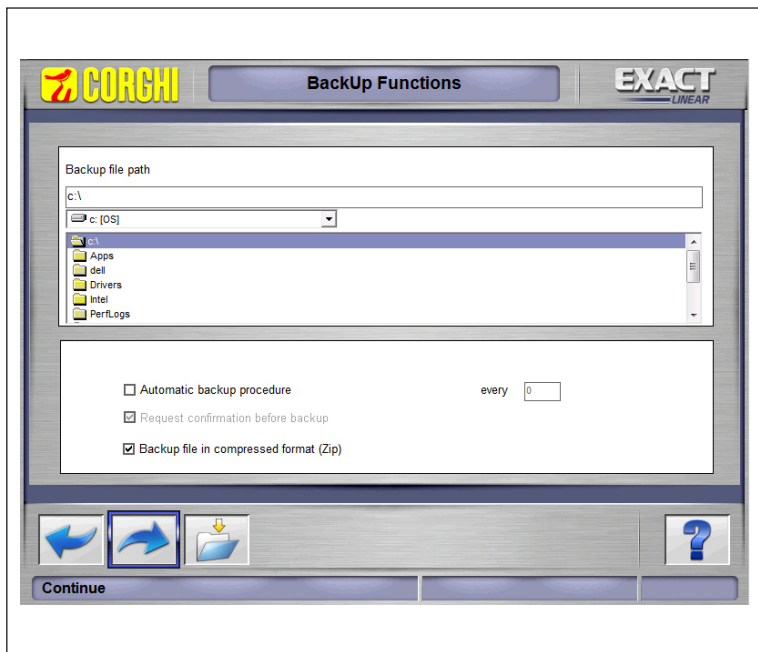 CORGHI
BackUp Functions
EXACT
LINEAR
Backup file path
c:\
c: [OS]
c:\
Apps
dell
Drivers
Intel
PerfLogs
Automatic backup procedure every 0
Request confirmation before backup
Backup file in compressed format (Zip)
?
Continue